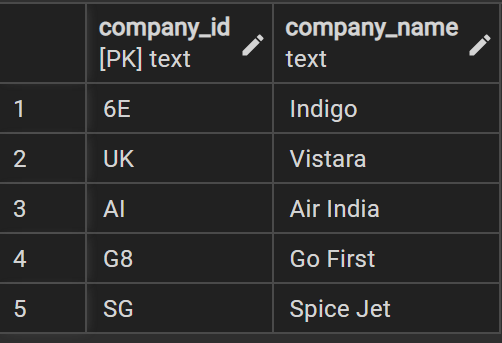 company_id company_name
[PK] text text
1 6E Indigo
2 UK Vistara
3 AI Air India
4 G8 Go First
5 SG Spice Jet